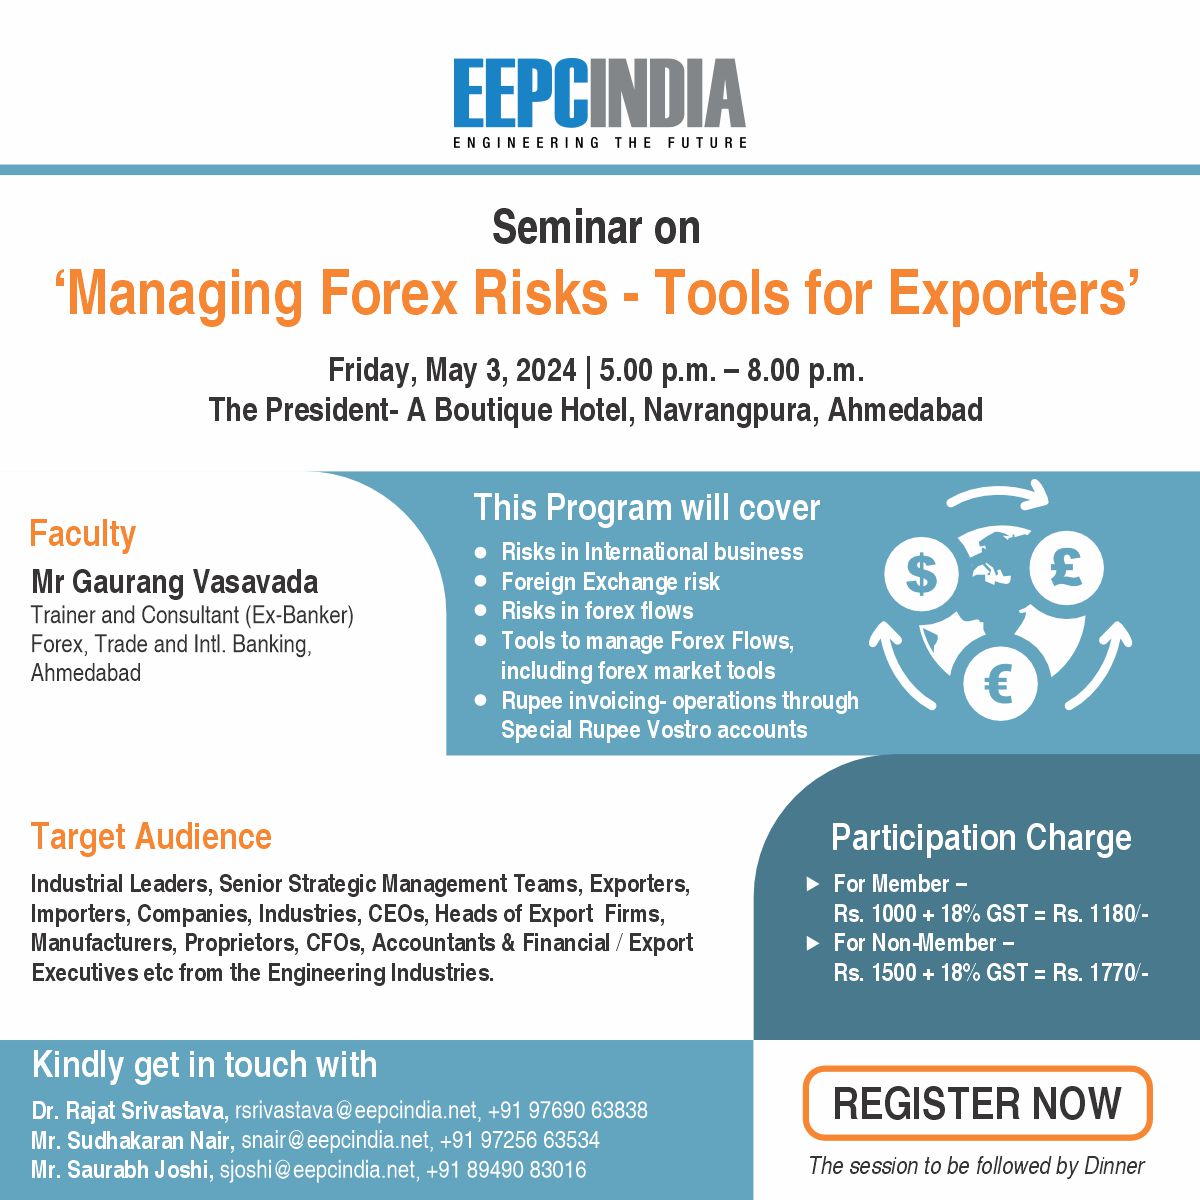 EEPCINDIA
ENGINEERING THE FUTURE
Seminar on
‘Managing Forex Risks - Tools for Exporters’
Friday, May 3, 2024 | 5.00 p.m. – 8.00 p.m.
The President- A Boutique Hotel, Navrangpura, Ahmedabad
Faculty
Mr Gaurang Vasavada
Trainer and Consultant (Ex-Banker)
Forex, Trade and Intl. Banking,
Ahmedabad
This Program will cover
● Risks in International business
● Foreign Exchange risk
● Risks in forex flows
● Tools to manage Forex Flows,
including forex market tools
● Rupee invoicing- operations through
Special Rupee Vostro accounts
$
£
€
Target Audience
Industrial Leaders, Senior Strategic Management Teams, Exporters,
Importers, Companies, Industries, CEOs, Heads of Export Firms,
Manufacturers, Proprietors, CFOs, Accountants & Financial / Export
Executives etc from the Engineering Industries.
Participation Charge
► For Member –
Rs. 1000 + 18% GST = Rs. 1180/-
► For Non-Member –
Rs. 1500 + 18% GST = Rs. 1770/-
Kindly get in touch with
Dr. Rajat Srivastava, rsrivastava@eepcindia.net, +91 97690 63838
Mr. Sudhakaran Nair, snair@eepcindia.net, +91 97256 63534
Mr. Saurabh Joshi, sjoshi@eepcindia.net, +91 89490 83016
REGISTER NOW
The session to be followed by Dinner